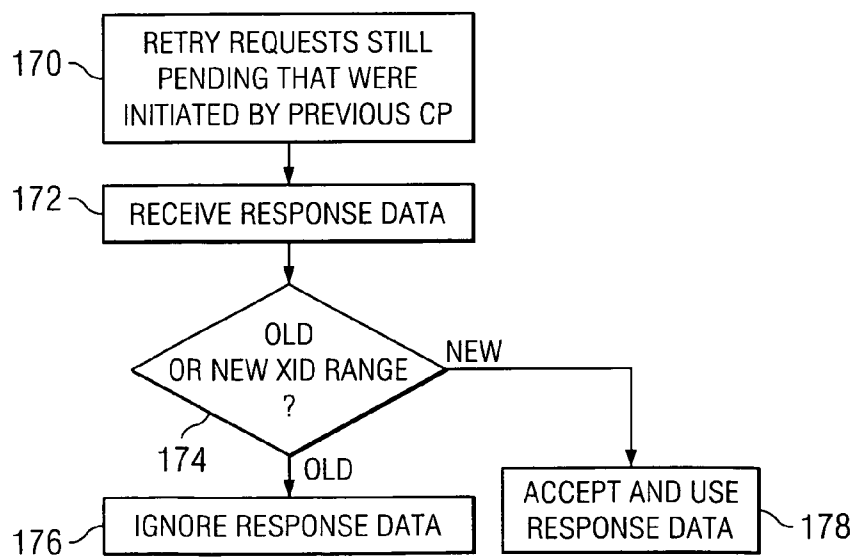 170
RETRY REQUESTS STILL
PENDING THAT WERE
INITIATED BY PREVIOUS CP
172
RECEIVE RESPONSE DATA
OLD
OR NEW XID RANGE
?
NEW
174
OLD
176
IGNORE RESPONSE DATA
ACCEPT AND USE
RESPONSE DATA
178